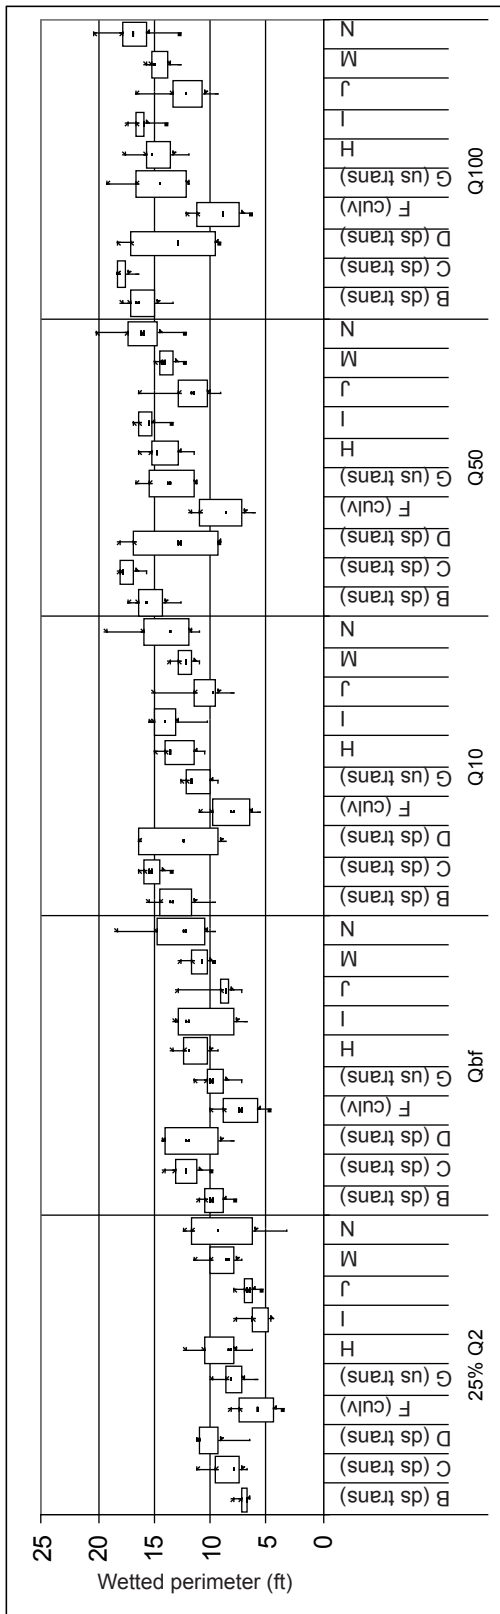 Wetted perimeter (ft)
25
20
15
10
5
0
B (ds trans)
C (ds trans)
D (ds trans)
F (culv)
G (us trans)
H
I
J
M
N
B (ds trans)
C (ds trans)
D (ds trans)
F (culv)
G (us trans)
H
I
J
M
N
B (ds trans)
C (ds trans)
D (ds trans)
F (culv)
G (us trans)
H
I
J
M
N
B (ds trans)
C (ds trans)
D (ds trans)
F (culv)
G (us trans)
H
I
J
M
N
B (ds trans)
C (ds trans)
D (ds trans)
F (culv)
G (us trans)
H
I
J
M
N
25% Q2
Qbf
Q10
Q50
Q100